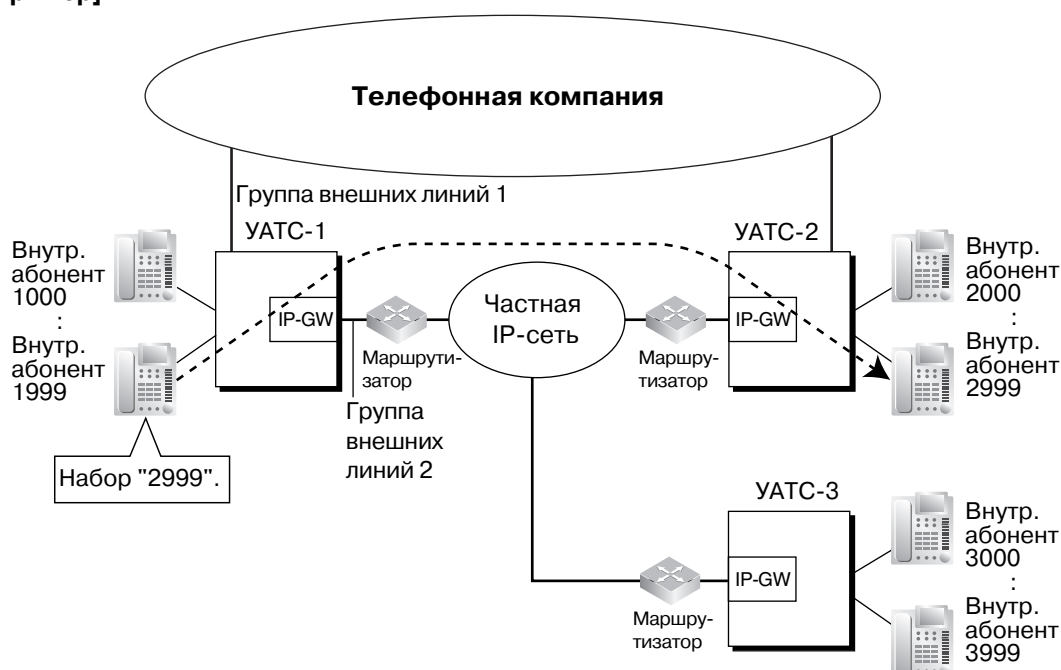 Телефонная компания
Группа внешних линий 1
УАТС-1
УАТС-2
Внутр.
абонент
1000
:
Внутр.
абонент
1999
IP-GW
Маршрути-
затор
Частная
IP-сеть
Маршру-
тизатор
IP-GW
Внутр.
абонент
2000
:
Внутр.
абонент
2999
Группа
внешних
линий 2
Набор "2999".
УАТС-3
Маршру-
тизатор
IP-GW
Внутр.
абонент
3000
:
Внутр.
абонент
3999